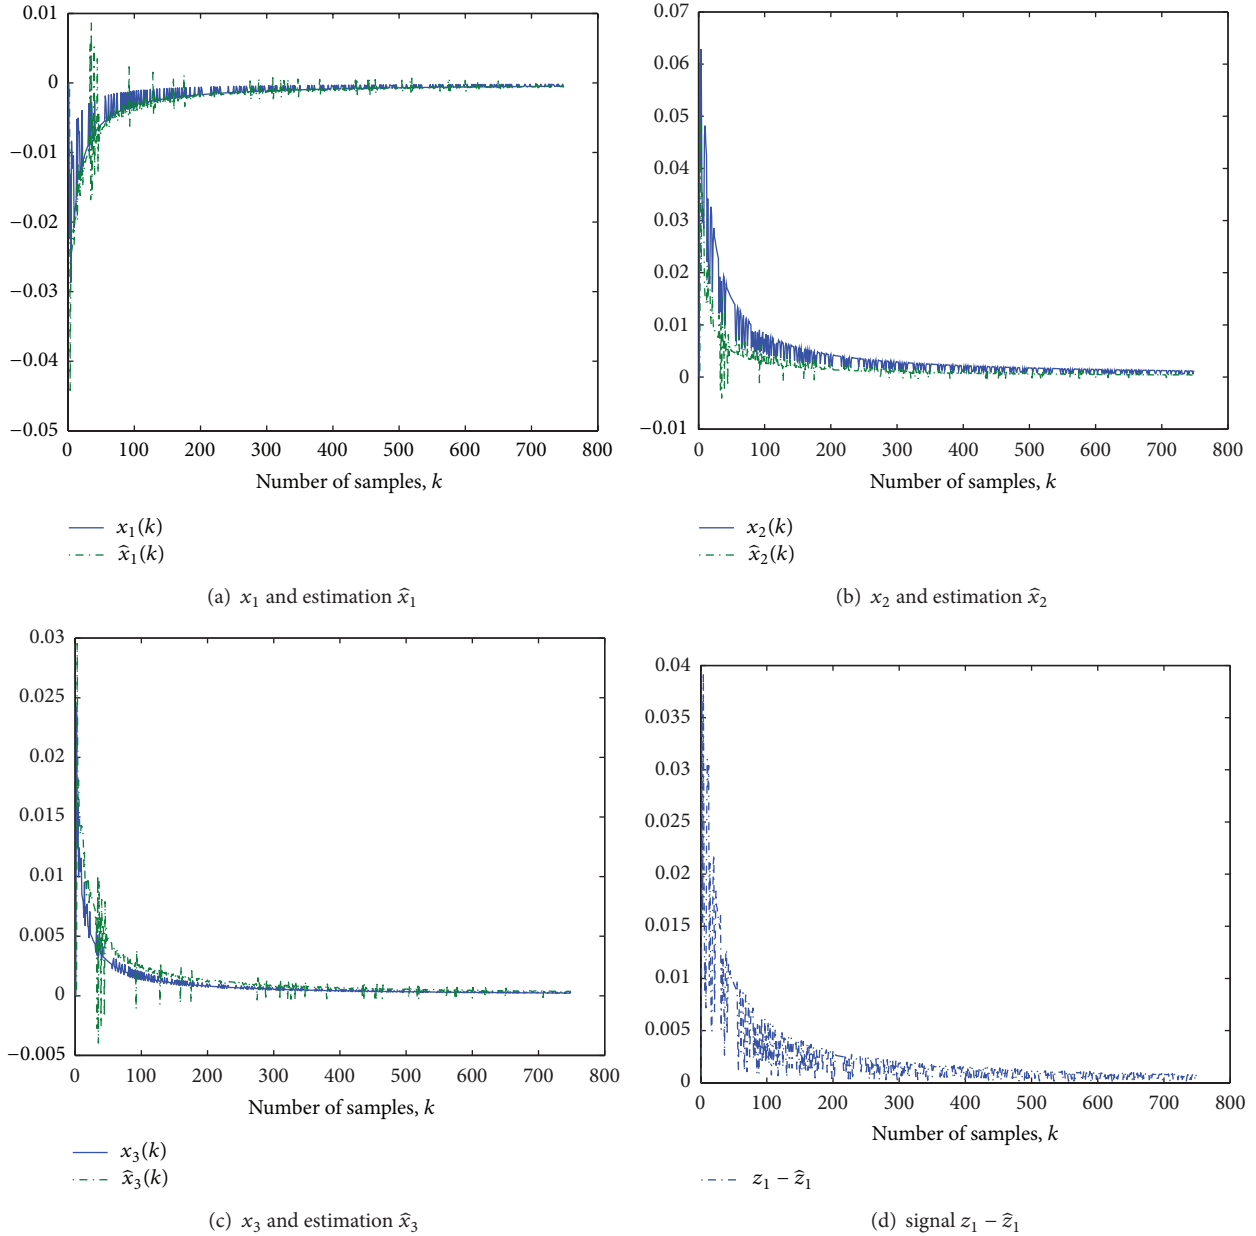 0.01
0
−0.01
−0.02
−0.03
−0.04
−0.05
0 100 200 300 400 500 600 700 800
Number of samples, k
x₁(k)
x̂₁(k)
(a) x₁ and estimation x̂₁
0.07
0.06
0.05
0.04
0.03
0.02
0.01
0
−0.01
0 100 200 300 400 500 600 700 800
Number of samples, k
x₂(k)
x̂₂(k)
(b) x₂ and estimation x̂₂
0.03
0.025
0.02
0.015
0.01
0.005
0
−0.005
0 100 200 300 400 500 600 700 800
Number of samples, k
x₃(k)
x̂₃(k)
(c) x₃ and estimation x̂₃
0.04
0.035
0.03
0.025
0.02
0.015
0.01
0.005
0
0 100 200 300 400 500 600 700 800
Number of samples, k
z₁ − ẑ₁
(d) signal z₁ − ẑ₁